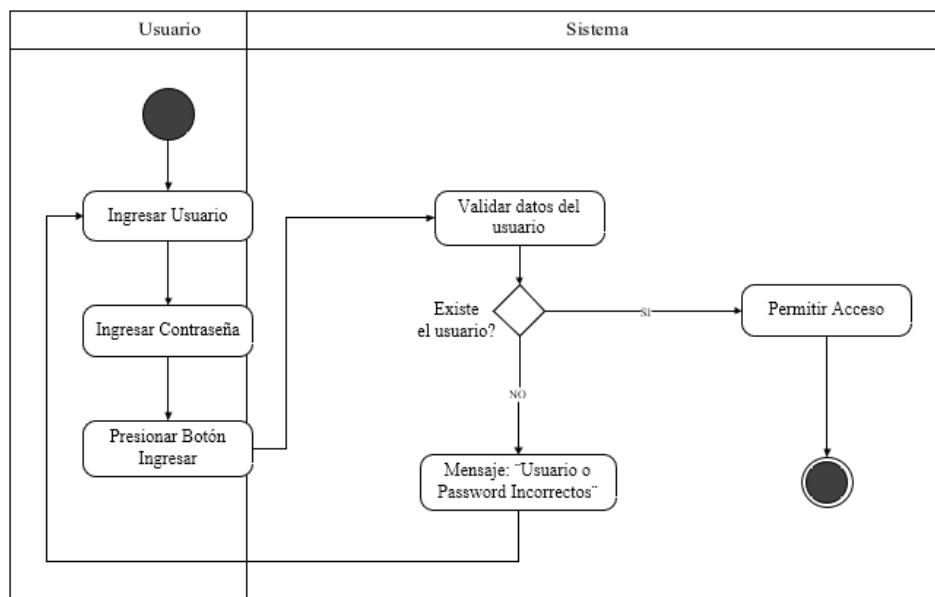 Usuario
Sistema
Ingresar Usuario
Ingresar Contraseña
Presionar Botón
Ingresar
Validar datos del
usuario
Existe
el usuario?
SI
Permitir Acceso
NO
Mensaje: ¨Usuario o
Password Incorrectos¨